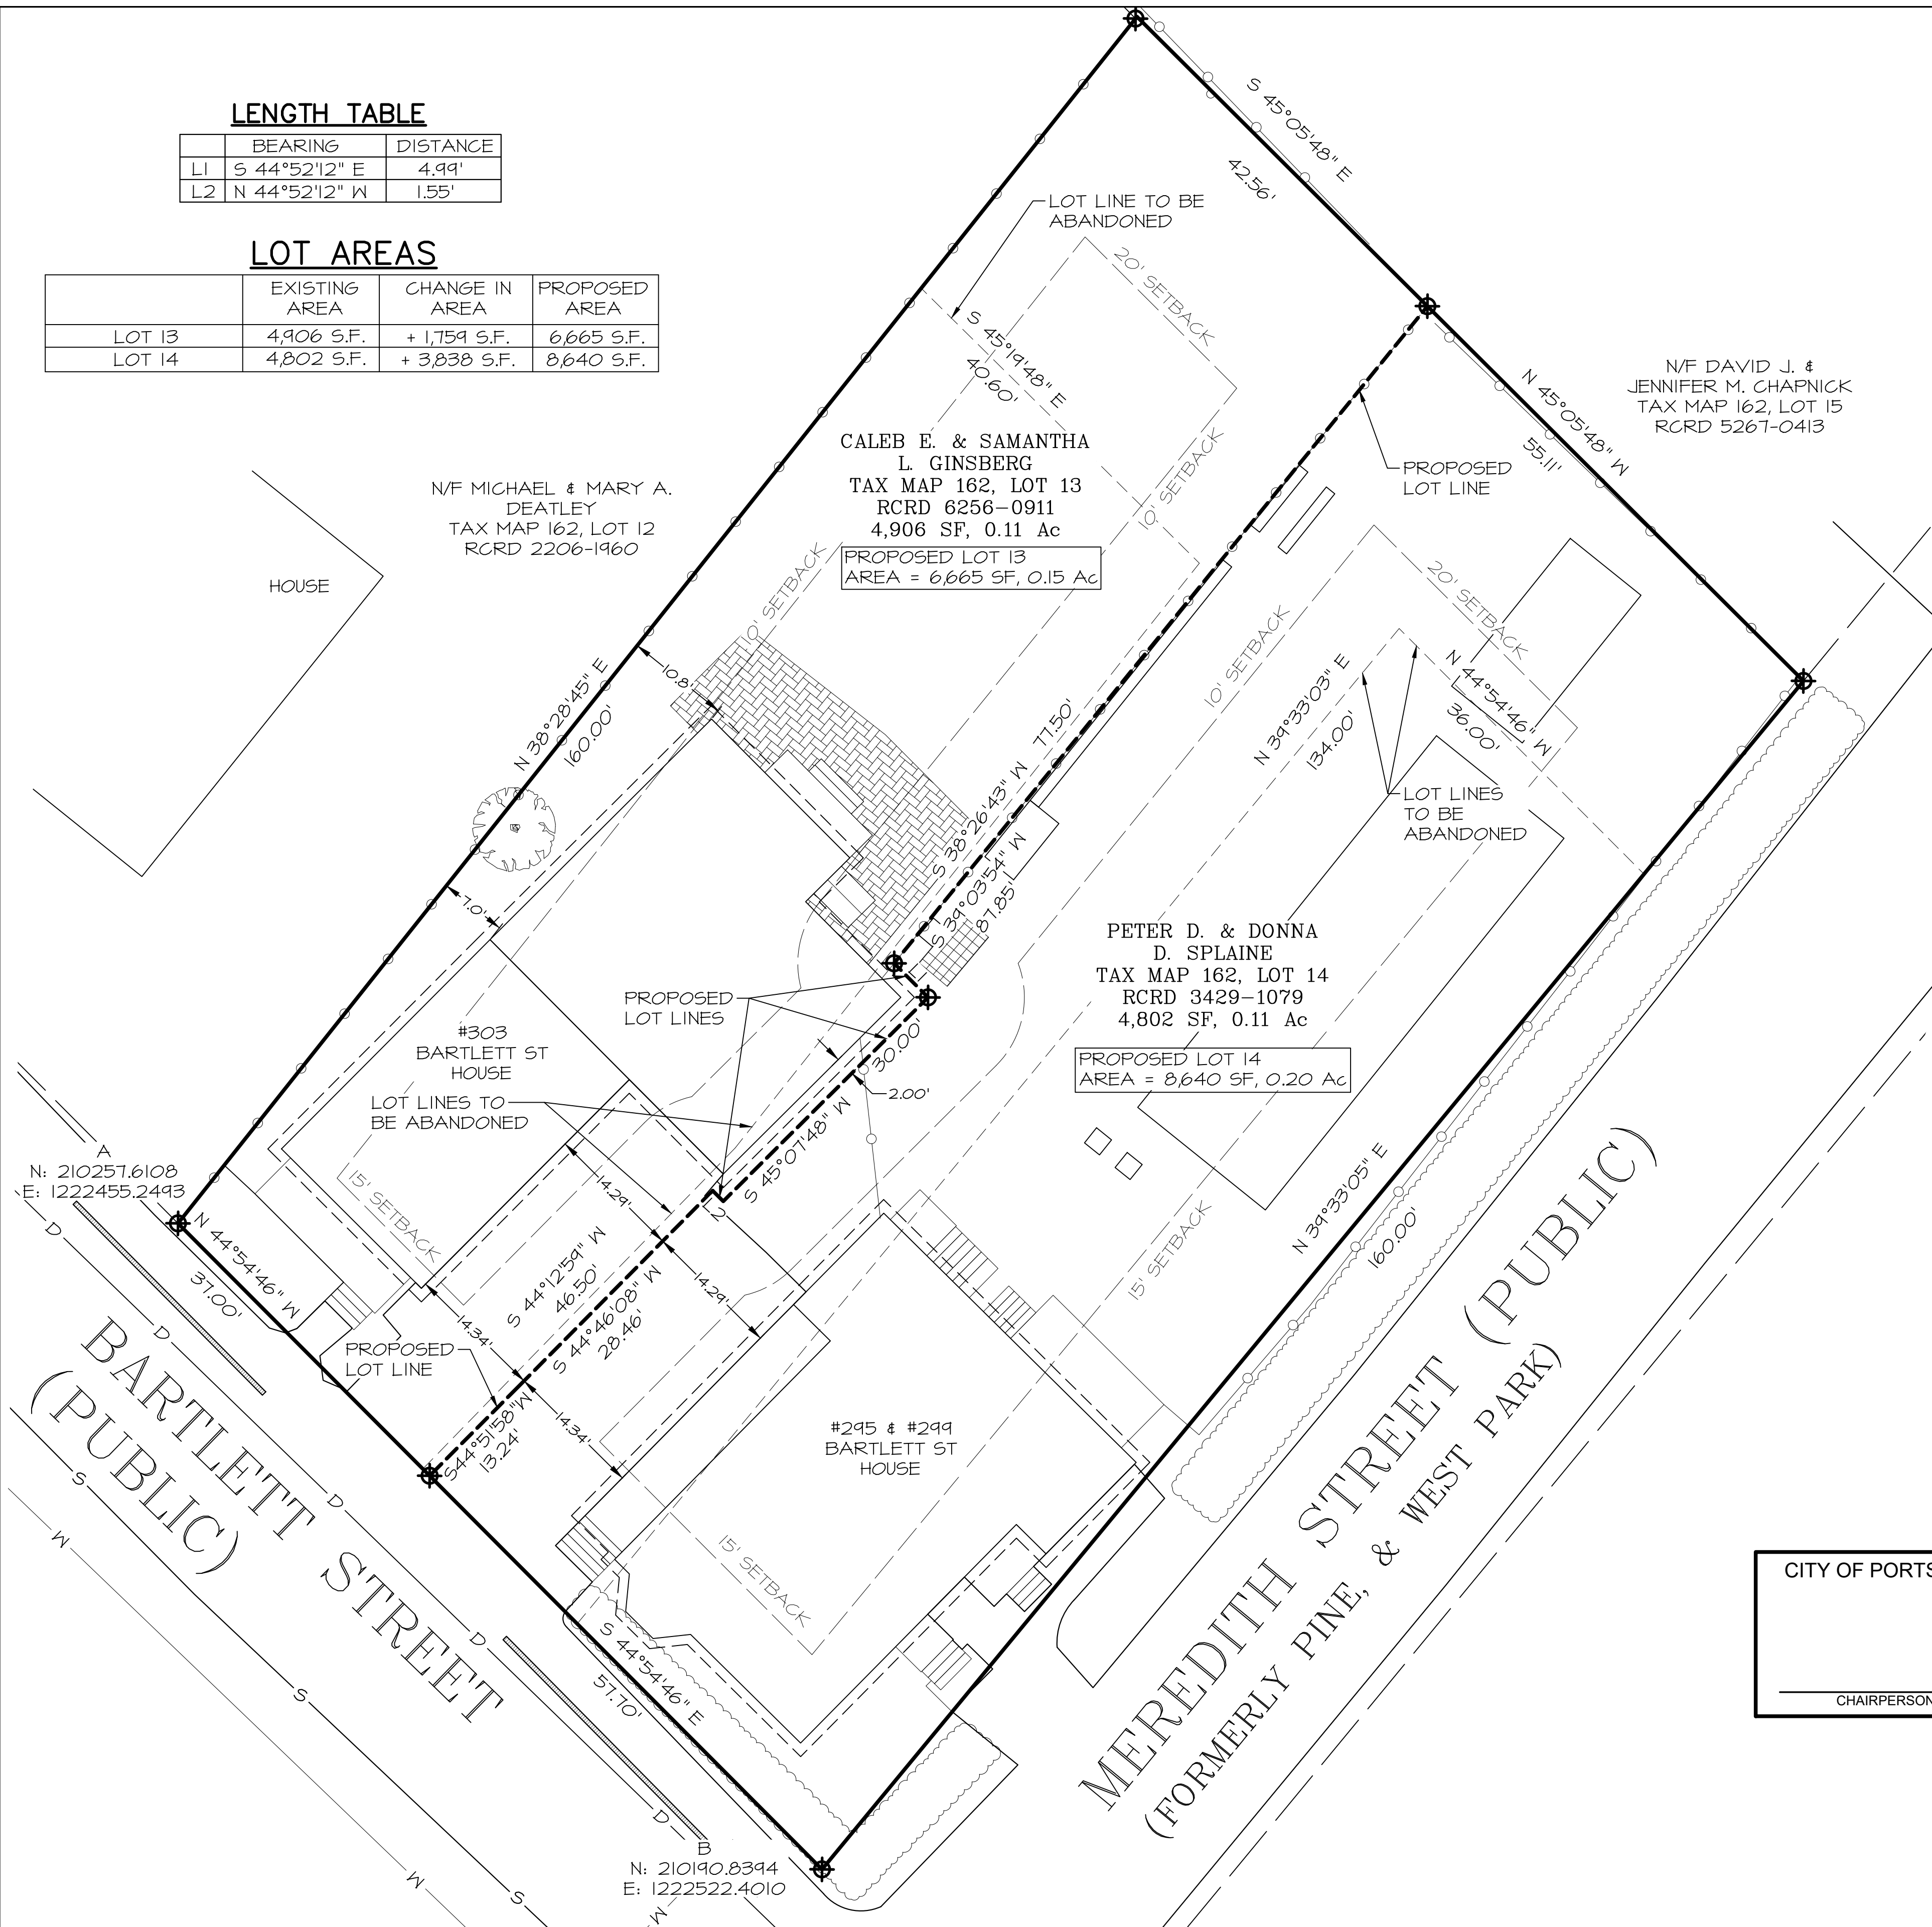 LENGTH TABLE
BEARING DISTANCE
L1 S 44°52'12" E 4.99'
L2 N 44°52'12" W 1.55'
LOT AREAS
EXISTING AREA CHANGE IN AREA PROPOSED AREA
LOT 13 4,906 S.F. + 1,759 S.F. 6,665 S.F.
LOT 14 4,802 S.F. + 3,838 S.F. 8,640 S.F.
S 45°05'48" E
42.56'
LOT LINE TO BE
ABANDONED
20' SETBACK
S 45°19'48" E
40.60'
N/F DAVID J. &
JENNIFER M. CHAPNICK
TAX MAP 162, LOT 15
RCRD 5267-0413
N 45°05'48" W
55.11'
PROPOSED
LOT LINE
CALEB E. & SAMANTHA
L. GINSBERG
TAX MAP 162, LOT 13
RCRD 6256-0911
4,906 SF, 0.11 Ac
PROPOSED LOT 13
AREA = 6,665 SF, 0.15 Ac
10' SETBACK
10' SETBACK
N/F MICHAEL & MARY A.
DEATLEY
TAX MAP 162, LOT 12
RCRD 2206-1960
HOUSE
20' SETBACK
10' SETBACK
N 38°28'45" E
160.00'
10.8'
7.0'
N 39°33'03" E
134.00'
N 44°54'46" W
36.00'
LOT LINES
TO BE
ABANDONED
S 38°26'43" W 77.50'
S 39°03'54" W
87.85'
PETER D. & DONNA
D. SPLAINE
TAX MAP 162, LOT 14
RCRD 3429-1079
4,802 SF, 0.11 Ac
PROPOSED LOT 14
AREA = 8,640 SF, 0.20 Ac
PROPOSED
LOT LINES
#303
BARTLETT ST
HOUSE
LOT LINES TO
BE ABANDONED
S 45°07'48" W 30.00'
2.00'
A
N: 210257.6108
E: 1222455.2493
15' SETBACK
N 44°54'46" W
37.00'
14.29'
14.29'
14.34'
14.34'
S 44°12'59" W
46.50'
S 44°46'08" W
28.46'
PROPOSED
LOT LINE
S44°51'58"W
13.24'
15' SETBACK
N 39°33'05" E
160.00'
#295 & #299
BARTLETT ST
HOUSE
15' SETBACK
S 44°54'46" E
57.70'
BARTLETT STREET
(PUBLIC)
MEREDITH STREET (PUBLIC)
(FORMERLY PINE, & WEST PARK)
D
D
D
D
D
S
S
S
W
W
W
B
N: 210190.8394
E: 1222522.4010
CITY OF PORTS
CHAIRPERSON